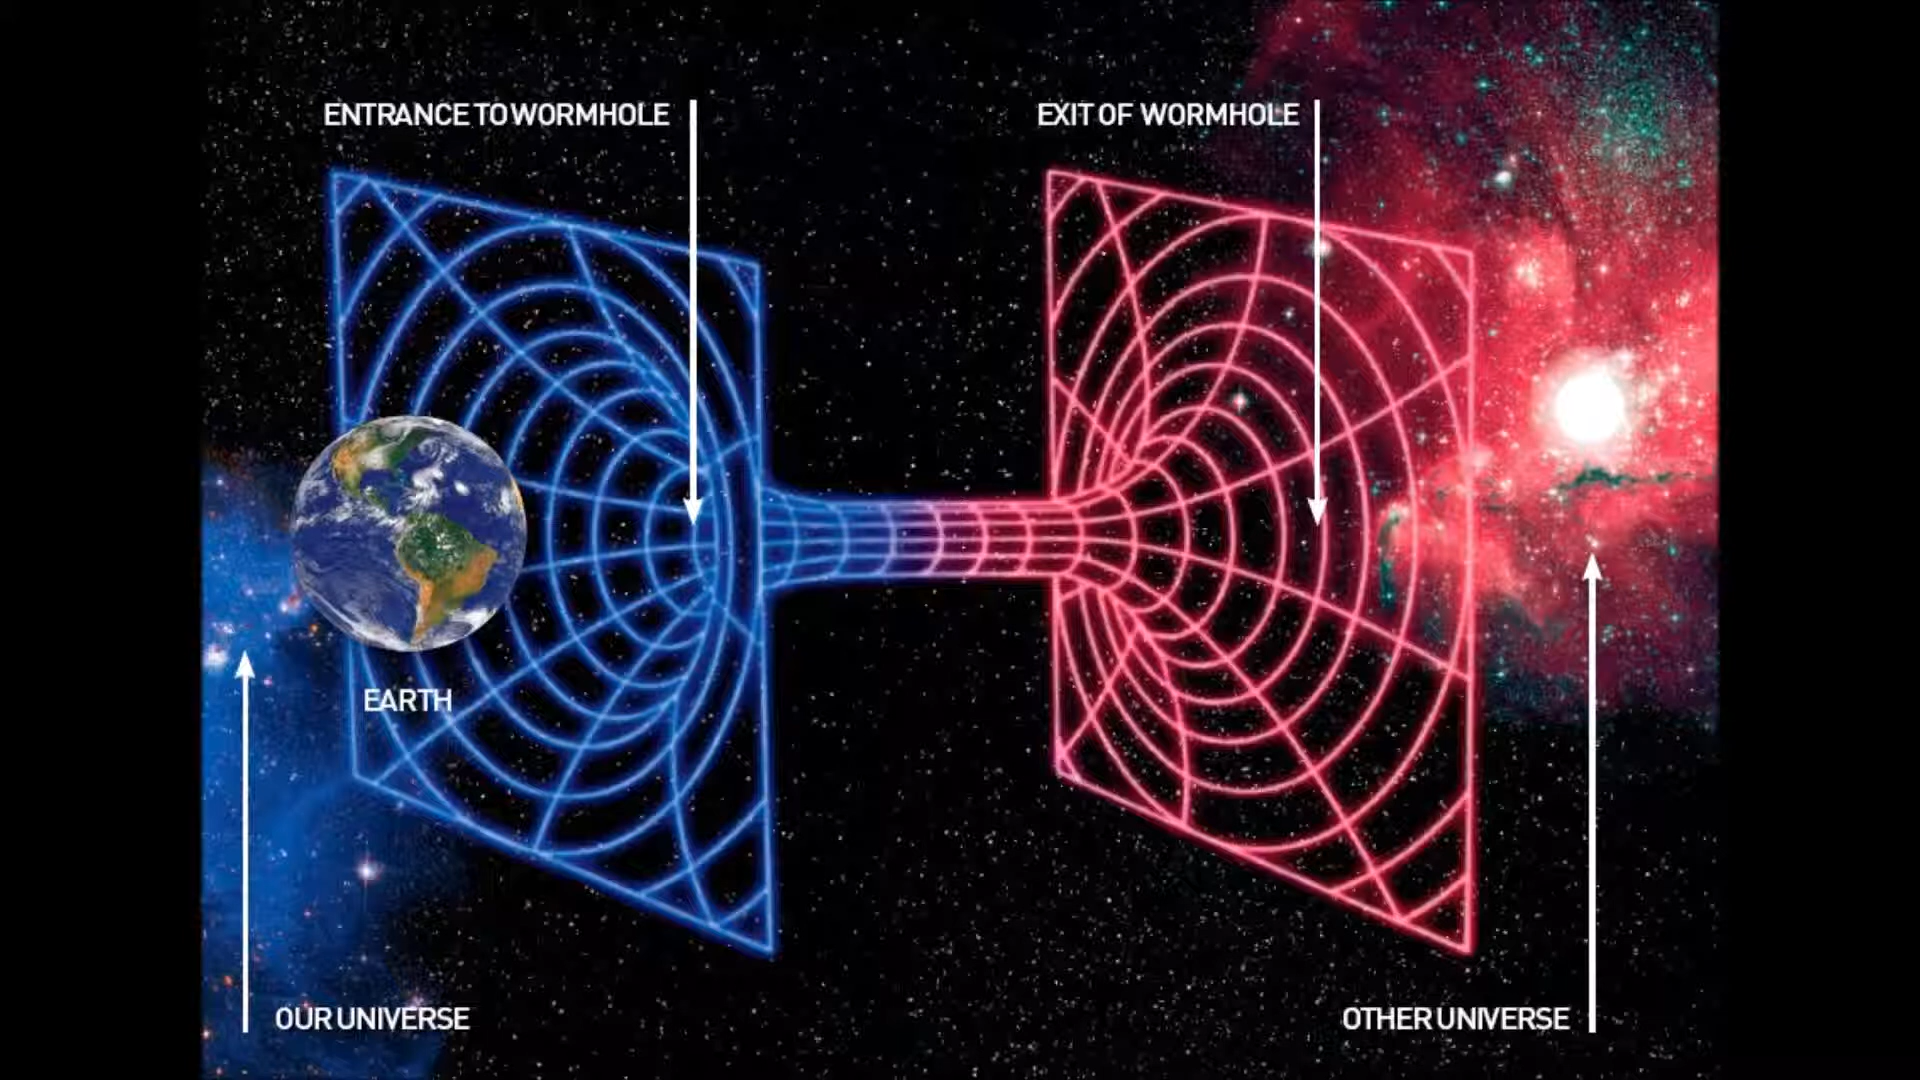 ENTRANCE TO WORMHOLE
EXIT OF WORMHOLE
EARTH
OUR UNIVERSE
OTHER UNIVERSE